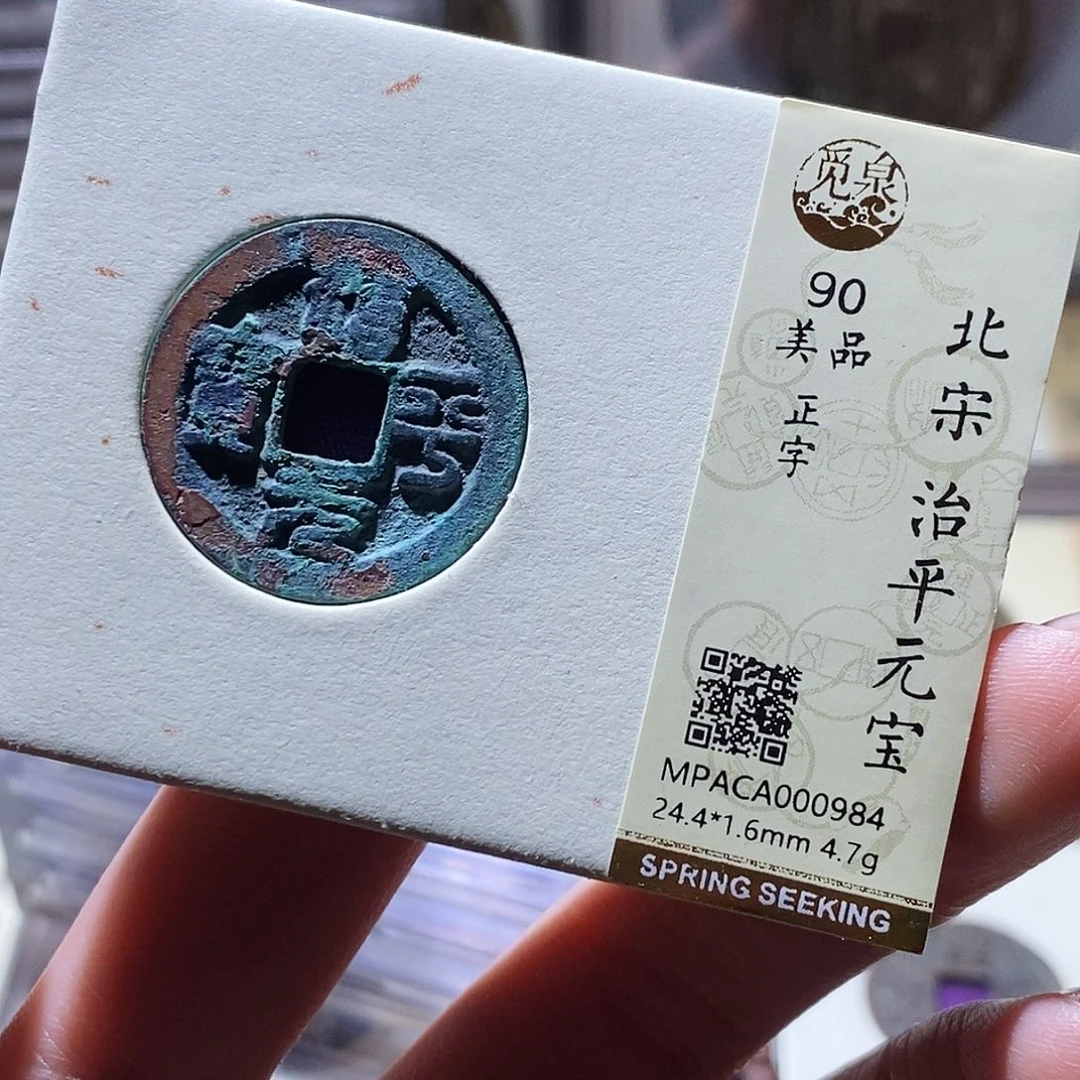 觅泉
90
美品
正字
北宋治平元宝
MPACA000984
24.4*1.6mm 4.7g
SPRING SEEKING